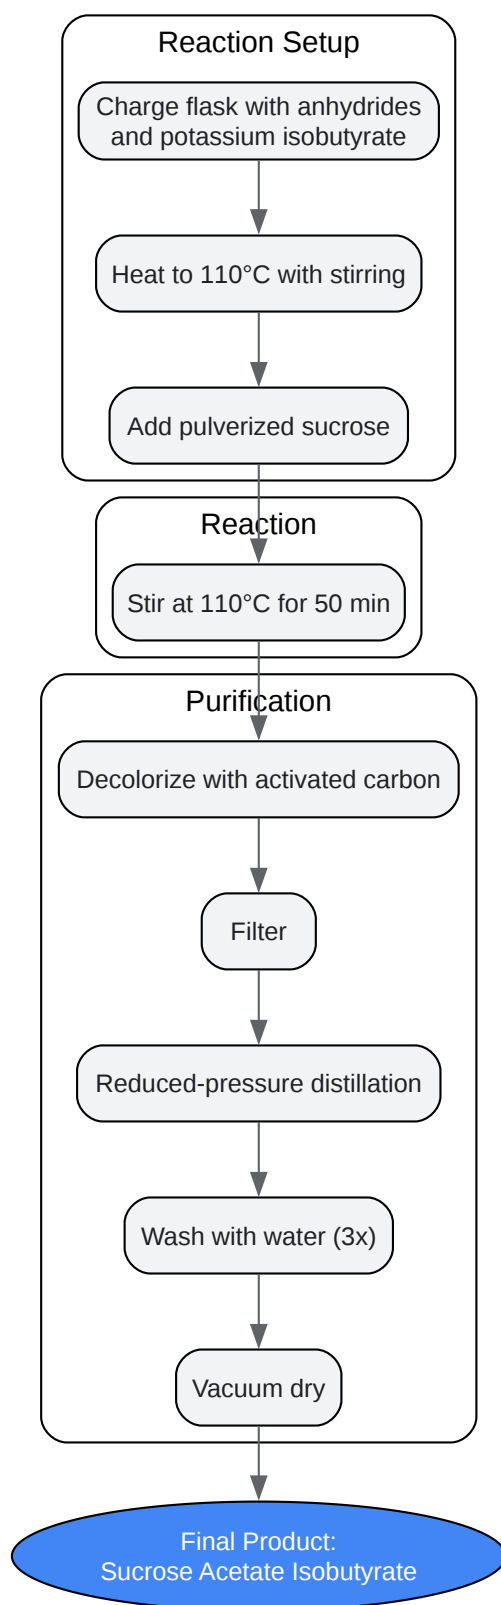 Reaction Setup
Charge flask with anhydrides
and potassium isobutyrate
Heat to 110°C with stirring
Add pulverized sucrose
Reaction
Stir at 110°C for 50 min
Purification
Decolorize with activated carbon
Filter
Reduced-pressure distillation
Wash with water (3x)
Vacuum dry
Final Product:
Sucrose Acetate Isobutyrate